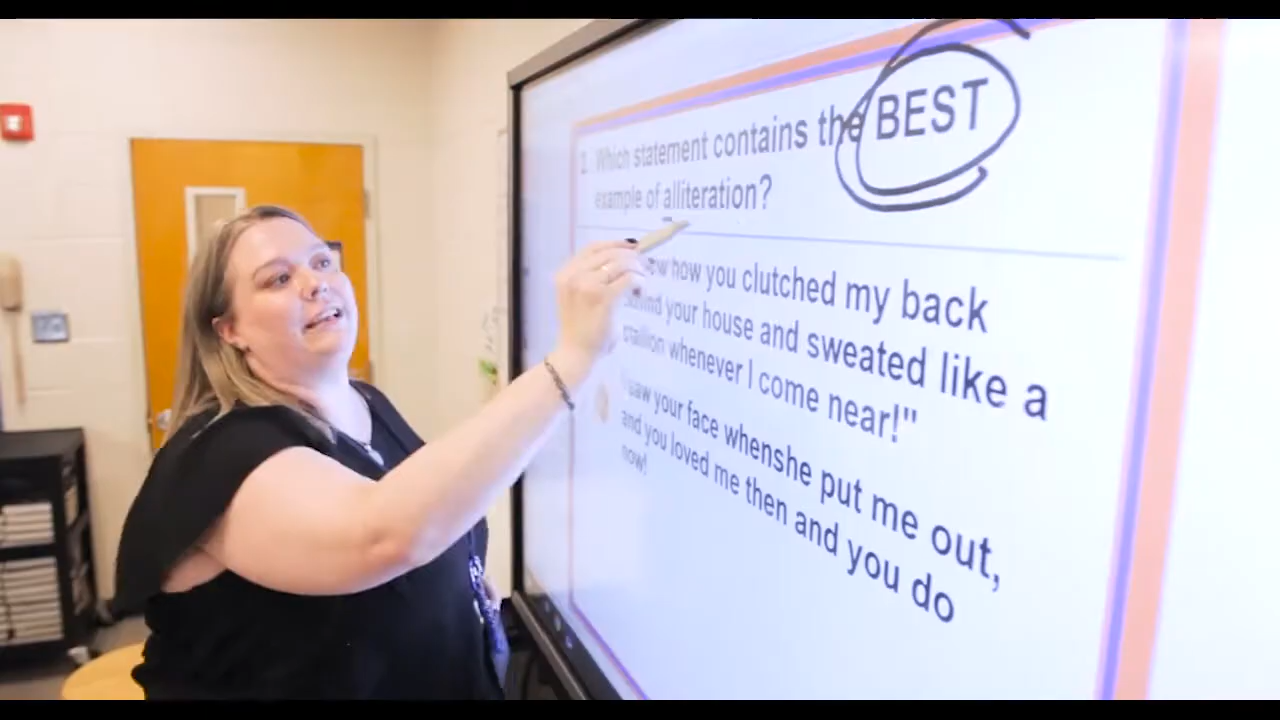 Which statement contains the BEST
example of alliteration?
how you clutched my back
your house and sweated like a
stallion whenever I come near!"
saw your face whenshe put me out,
and you loved me then and you do
now!